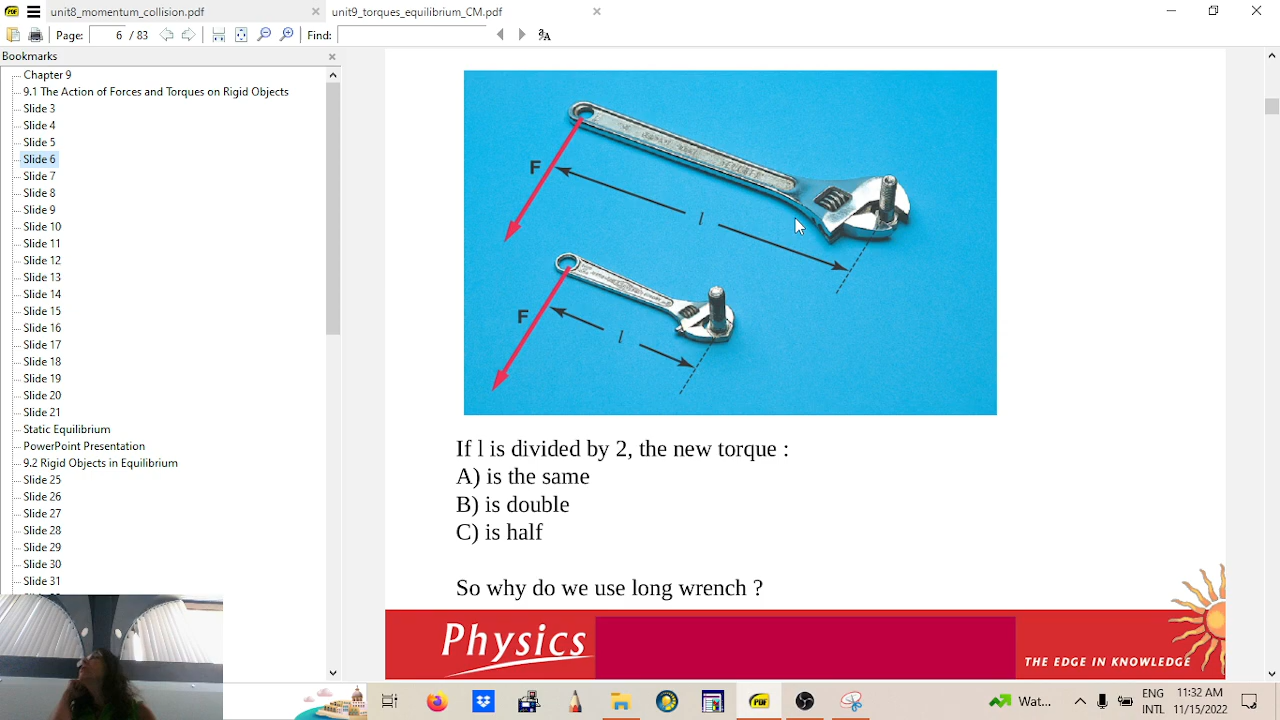 unit8_momentum_collision.pdf
unit9_torques_equilibrium_CM.pdf
Page: 6 / 83 Find:
Bookmarks
Chapter 9
9.1 The Action of Forces and Torques on Rigid Objects
Slide 3
Slide 4
Slide 5
Slide 6
Slide 7
Slide 8
Slide 9
Slide 10
Slide 11
Slide 12
Slide 13
Slide 14
Slide 15
Slide 16
Slide 17
Slide 18
Slide 19
Slide 20
Slide 21
Static Equilibrium
PowerPoint Presentation
9.2 Rigid Objects in Equilibrium
Slide 25
Slide 26
Slide 27
Slide 28
Slide 29
Slide 30
Slide 31
F
l
F
l
If l is divided by 2, the new torque :
A) is the same
B) is double
C) is half
So why do we use long wrench ?
Physics
THE EDGE IN KNOWLEDGE
PDF
Wat...
ENG
INTL
11:32 AM
11/15/2022